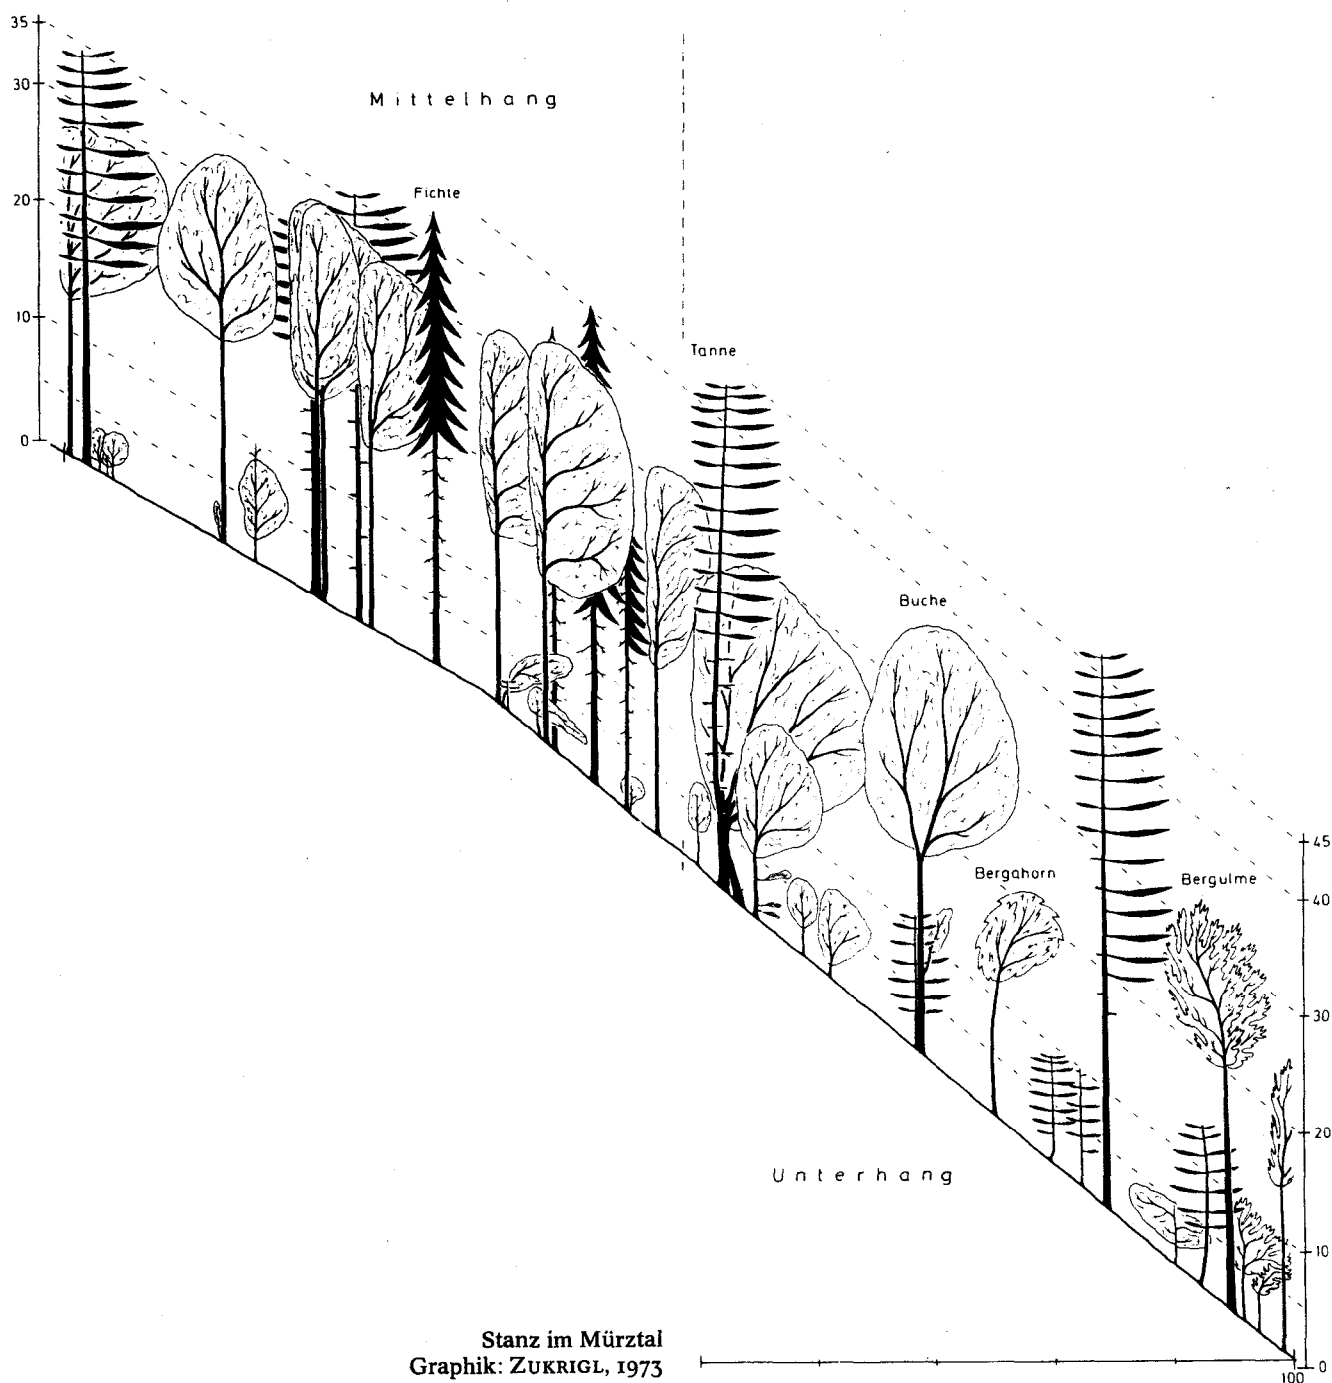 35
30
Mittelhang
20
Fichte
10
Tanne
0
Buche
45
Bergahorn
Bergulme
40
30
20
Unterhang
10
Stanz im Mürztal
Graphik: ZUKRIGL, 1973
0
100